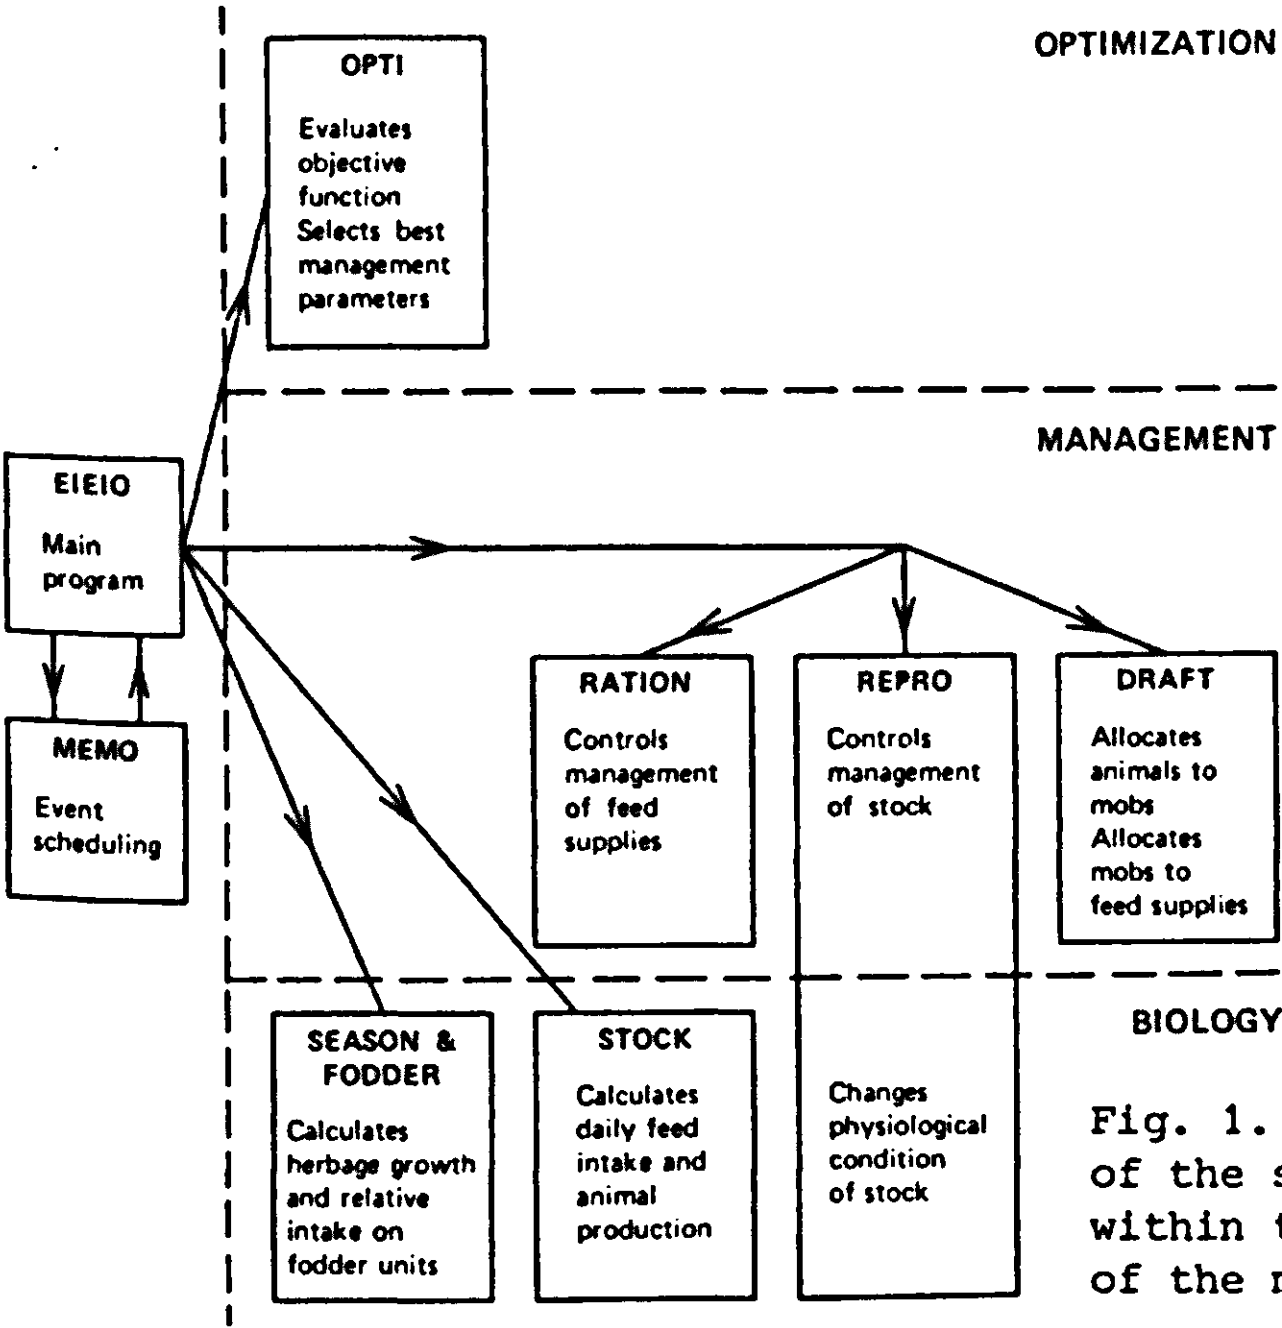 OPTIMIZATION
OPTI
Evaluates
objective
function
Selects best
management
parameters
MANAGEMENT
EIEIO
Main
program
MEMO
Event
scheduling
RATION
Controls
management
of feed
supplies
REPRO
Controls
management
of stock
DRAFT
Allocates
animals to
mobs
Allocates
mobs to
feed supplies
BIOLOGY
SEASON &
FODDER
Calculates
herbage growth
and relative
intake on
fodder units
STOCK
Calculates
daily feed
intake and
animal
production
Changes
physiological
condition
of stock
Fig. 1.
of the
within
of the